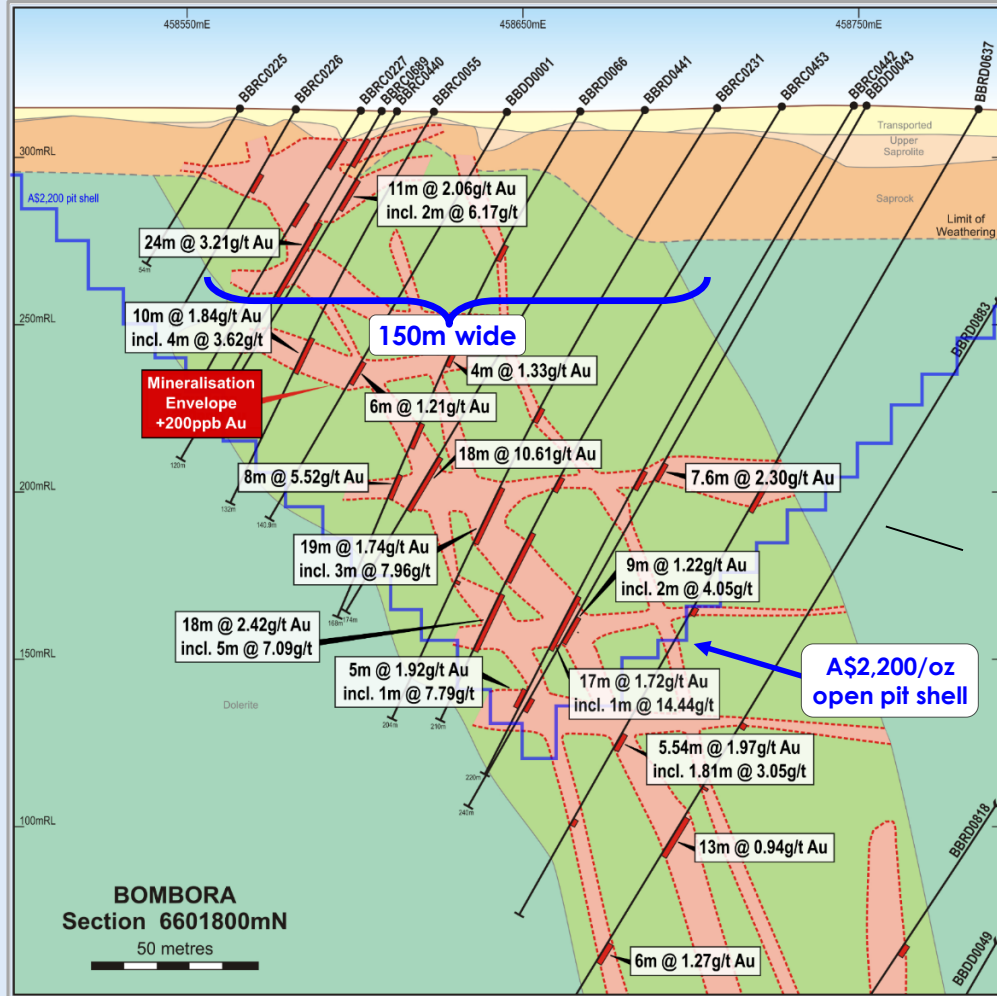 458550mE
458650mE
458750mE
BBRC0225
BBRC0226
BBRC0227
BBRC0689
BBRC0440
BBRC0055
BBDD0001
BBRD0066
BBRD0441
BBRC0231
BBRC0453
BBRC0442
BBDD0043
BBRD0637
Transported
Upper
Saprolite
300mRL
Saprock
A$2,200 pit shell
11m @ 2.06g/t Au
incl. 2m @ 6.17g/t
Limit of
Weathering
24m @ 3.21g/t Au
54m
BBRD0883
10m @ 1.84g/t Au
incl. 4m @ 3.62g/t
250mRL
150m wide
4m @ 1.33g/t Au
Mineralisation
Envelope
+200ppb Au
6m @ 1.21g/t Au
18m @ 10.61g/t Au
120m
8m @ 5.52g/t Au
7.6m @ 2.30g/t Au
200mRL
132m
140.9m
19m @ 1.74g/t Au
incl. 3m @ 7.96g/t
9m @ 1.22g/t Au
incl. 2m @ 4.05g/t
168m
174m
18m @ 2.42g/t Au
incl. 5m @ 7.09g/t
150mRL
5m @ 1.92g/t Au
incl. 1m @ 7.79g/t
17m @ 1.72g/t Au
incl. 1m @ 14.44g/t
A$2,200/oz
open pit shell
Dolerite
204m
210m
5.54m @ 1.97g/t Au
incl. 1.81m @ 3.05g/t
220m
240m
100mRL
BBRD0818
13m @ 0.94g/t Au
BOMBORA
Section 6601800mN
50 metres
6m @ 1.27g/t Au
BBDD0049